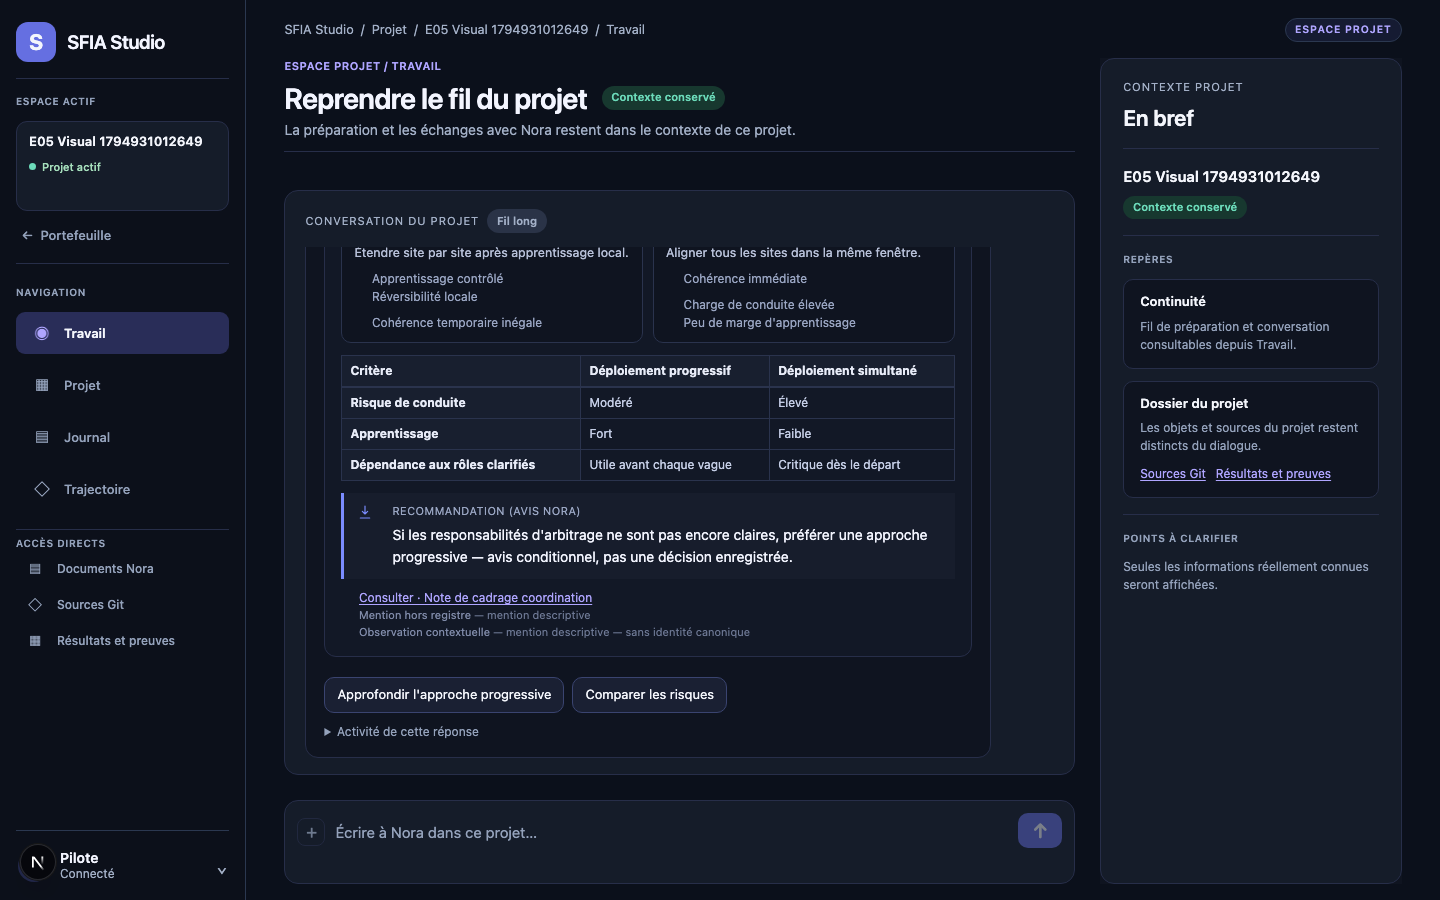 S SFIA Studio
ESPACE ACTIF
E05 Visual 1794931012649
Projet actif
← Portefeuille
NAVIGATION
Travail
Projet
Journal
Trajectoire
ACCÈS DIRECTS
Documents Nora
Sources Git
Résultats et preuves
N Pilote
Connecté
SFIA Studio / Projet / E05 Visual 1794931012649 / Travail
ESPACE PROJET
ESPACE PROJET / TRAVAIL
Reprendre le fil du projet Contexte conservé
La préparation et les échanges avec Nora restent dans le contexte de ce projet.
CONVERSATION DU PROJET Fil long
Étendre site par site après apprentissage local.
Apprentissage contrôlé
Réversibilité locale
Cohérence temporaire inégale
Aligner tous les sites dans la même fenêtre.
Cohérence immédiate
Charge de conduite élevée
Peu de marge d'apprentissage
Critère Déploiement progressif Déploiement simultané
Risque de conduite Modéré Élevé
Apprentissage Fort Faible
Dépendance aux rôles clarifiés Utile avant chaque vague Critique dès le départ
RECOMMANDATION (AVIS NORA)
Si les responsabilités d'arbitrage ne sont pas encore claires, préférer une approche
progressive — avis conditionnel, pas une décision enregistrée.
Consulter · Note de cadrage coordination
Mention hors registre — mention descriptive
Observation contextuelle — mention descriptive — sans identité canonique
Approfondir l'approche progressive Comparer les risques
▶ Activité de cette réponse
+ Écrire à Nora dans ce projet...
CONTEXTE PROJET
En bref
E05 Visual 1794931012649
Contexte conservé
REPÈRES
Continuité
Fil de préparation et conversation
consultables depuis Travail.
Dossier du projet
Les objets et sources du projet restent
distincts du dialogue.
Sources Git Résultats et preuves
POINTS À CLARIFIER
Seules les informations réellement connues
seront affichées.